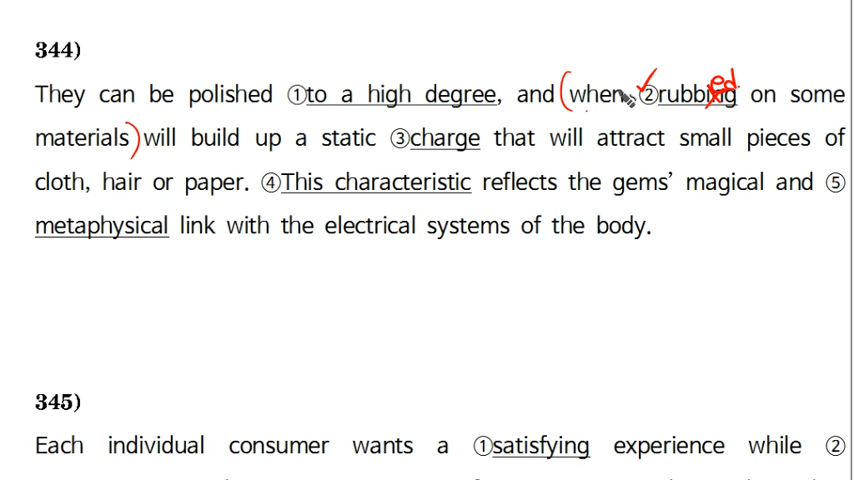 344)
They can be polished ①to a high degree, and (when ②rubbing ed on some
materials) will build up a static ③charge that will attract small pieces of
cloth, hair or paper. ④This characteristic reflects the gems’ magical and ⑤
metaphysical link with the electrical systems of the body.
345)
Each individual consumer wants a ①satisfying experience while ②